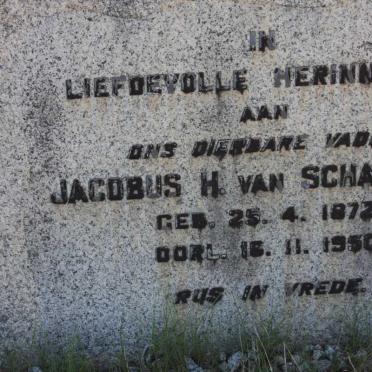 IN
LIEFDEVOLLE HERINN
AAN
ONS DIERBARE VAD
JACOBUS H. VAN SCHA
GEB. 25. 4. 1872
OORL. 16. 11. 1950
RUS IN VREDE.